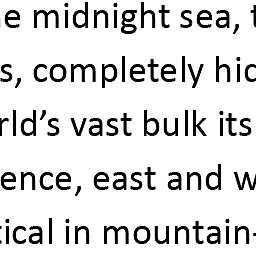 e midnight sea, t
s, completely hid
rld’s vast bulk its
ence, east and w
tical in mountain-